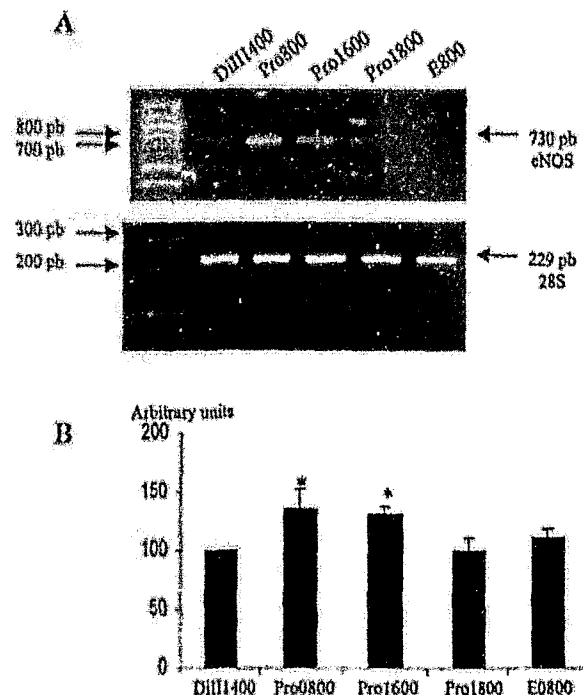 A
DiII1400 Pro800 Pro1600 Pro1800 E800
800 pb
700 pb
730 pb
eNOS
300 pb
200 pb
229 pb
28S
B
Arbitrary units
200
150
100
50
0
* *
DiII1400 Pro0800 Pro1600 Pro1800 E0800